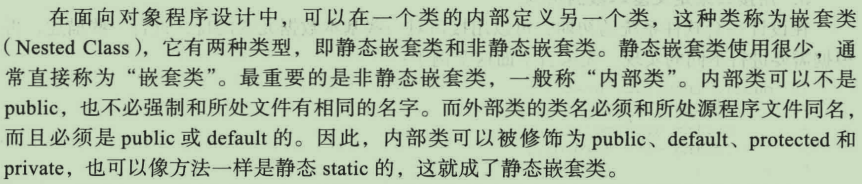 在面向对象程序设计中，可以在一个类的内部定义另一个类，这种类称为嵌套类
（Nested Class），它有两种类型，即静态嵌套类和非静态嵌套类。静态嵌套类使用很少，通
常直接称为“嵌套类”。最重要的是非静态嵌套类，一般称“内部类”。内部类可以不是
public，也不必强制和所处文件有相同的名字。而外部类的类名必须和所处源程序文件同名，
而且必须是 public 或 default 的。因此，内部类可以被修饰为 public、default、protected 和
private，也可以像方法一样是静态 static 的，这就成了静态嵌套类。